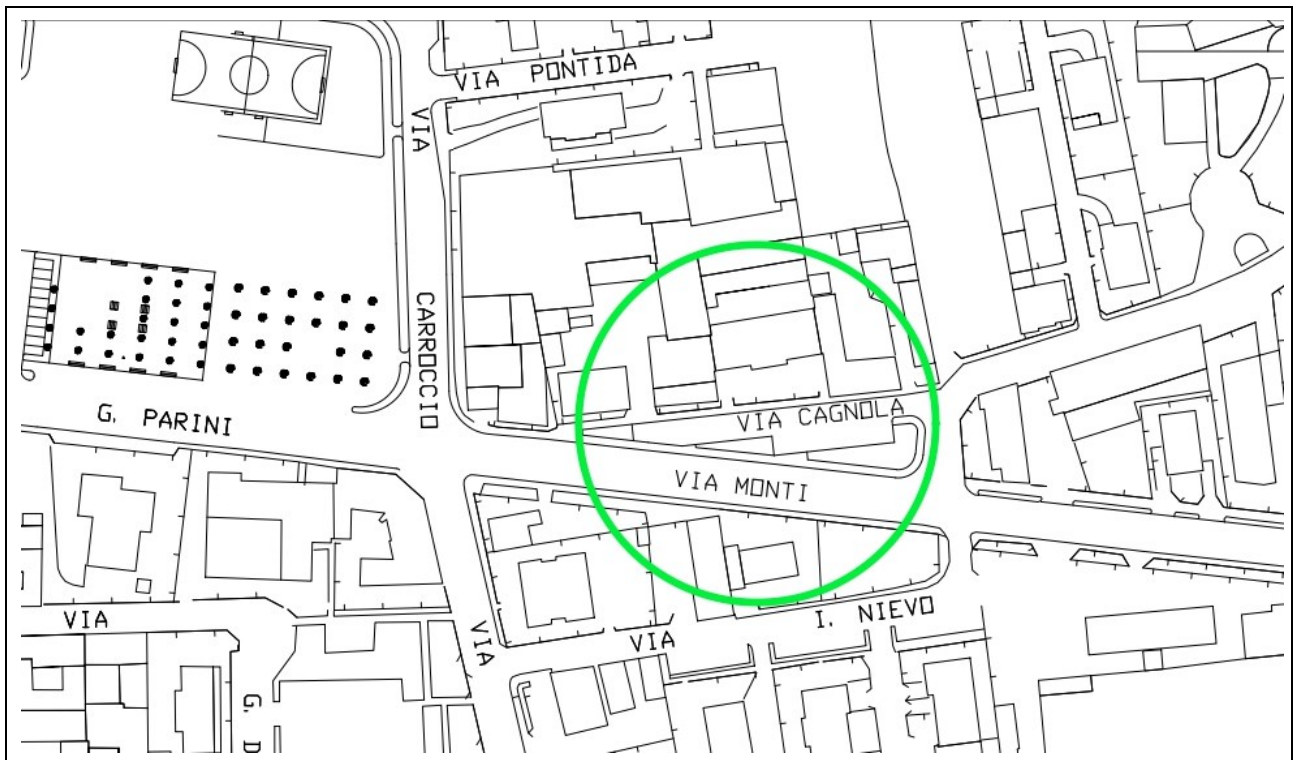 VIA PONTIDA
VIA
CARROCCIO
G. PARINI
VIA CAGNOLA
VIA MONTI
I. NIEVO
VIA
VIA
VIA
G. D